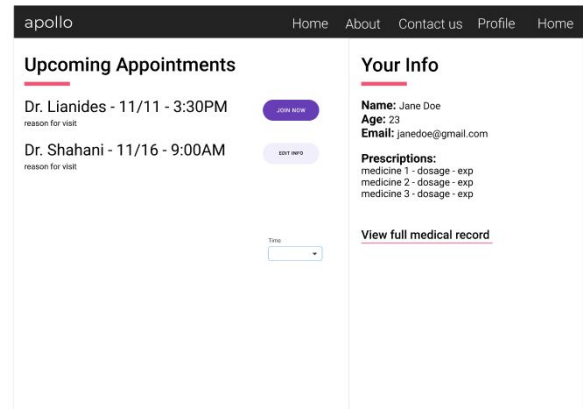 apollo
Home About Contact us Profile Home
Upcoming Appointments
Dr. Lianides - 11/11 - 3:30PM
reason for visit
JOIN NOW
Dr. Shahani - 11/16 - 9:00AM
reason for visit
EDIT INFO
Time
Your Info
Name: Jane Doe
Age: 23
Email: janedoe@gmail.com
Prescriptions:
medicine 1 - dosage - exp
medicine 2 - dosage - exp
medicine 3 - dosage - exp
View full medical record